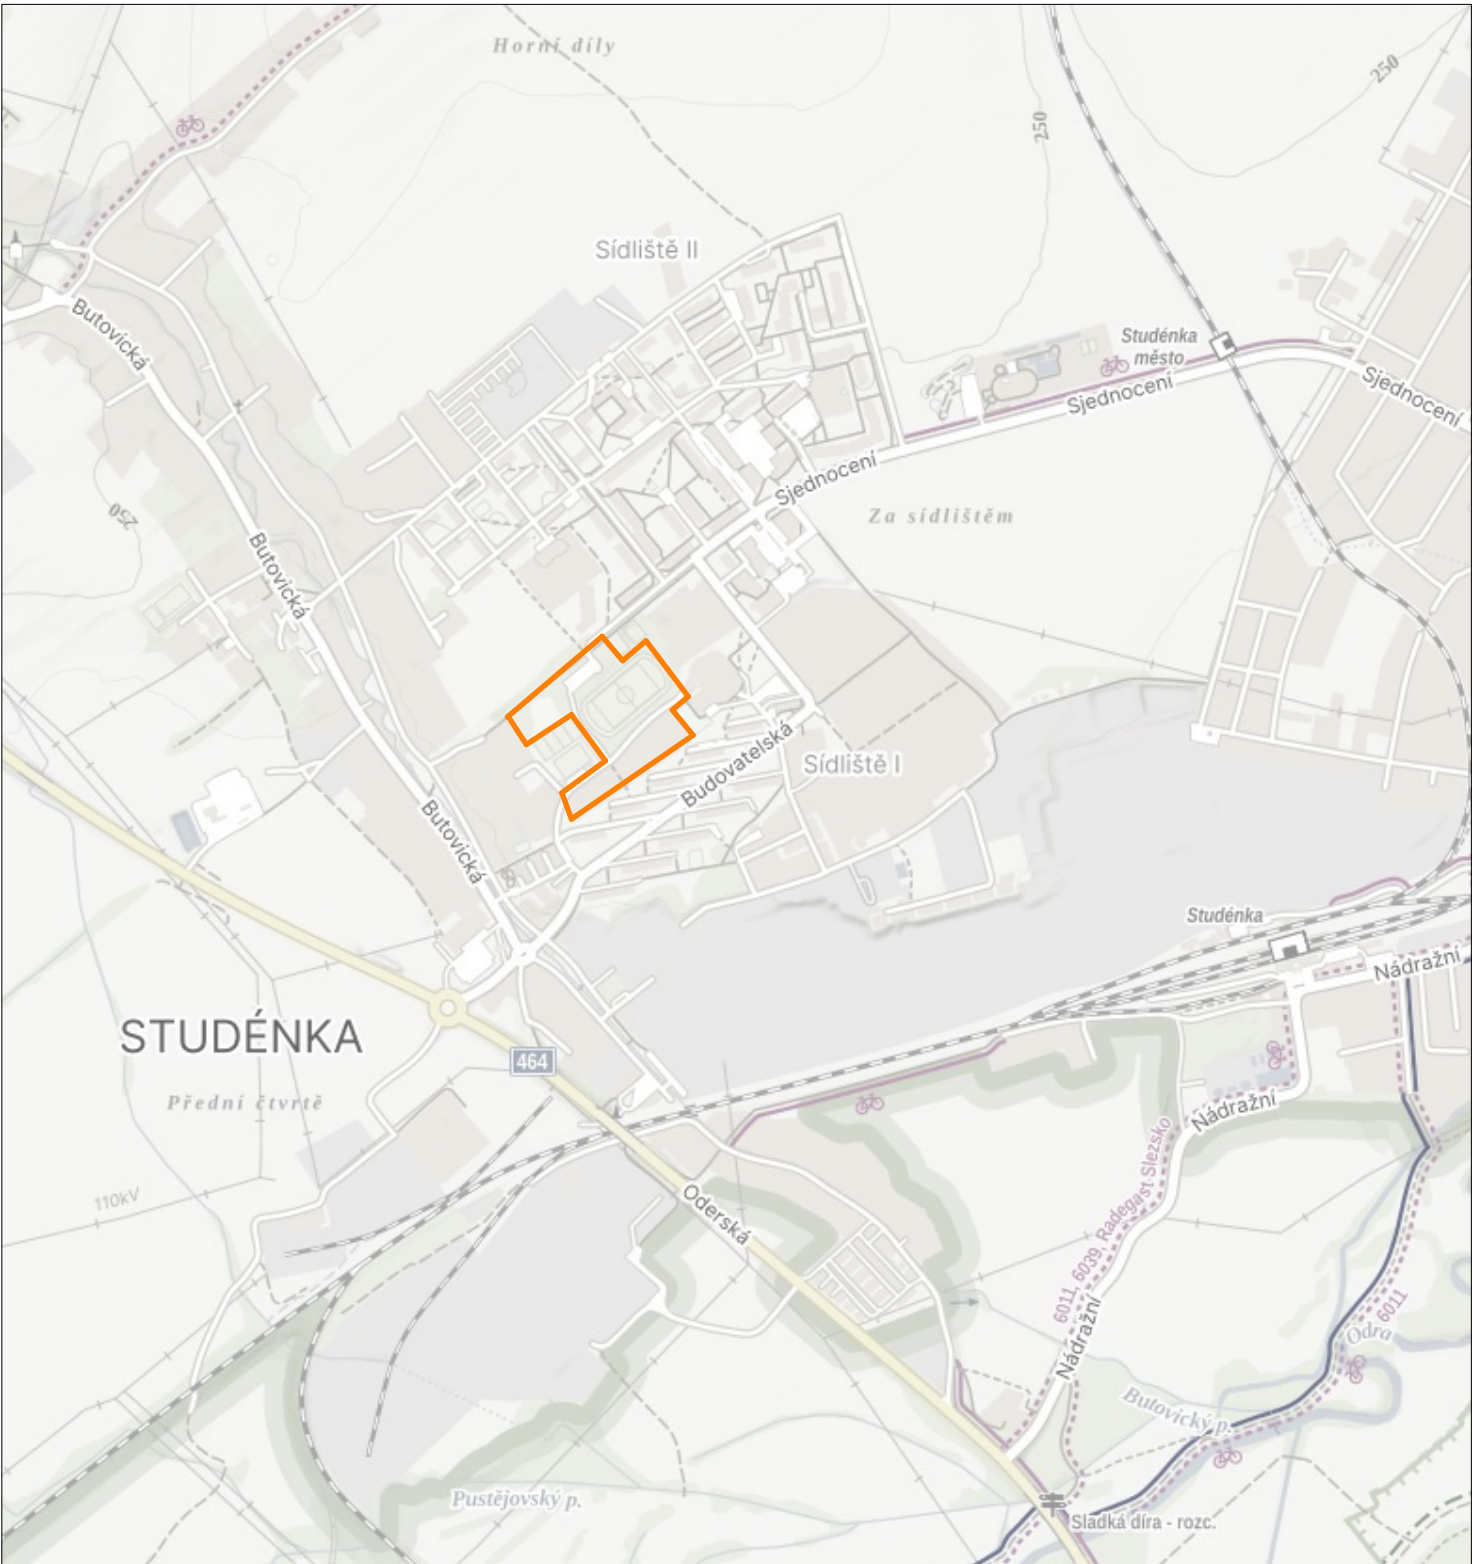 Horní díly
250
250
Sídliště II
Butovická
Studénka
město
Sjednocení
Sjednocení
Sjednocení
250
Za sídlištěm
Butovická
Budovatelská
Sídliště I
Butovická
Studénka
Nádražní
STUDÉNKA
464
Přední čtvrtě
Nádražní
110kV
Oderská
6011, 6039, Radegast Slezsko
Nádražní
6011
Odra
Butovický p.
Pustějovský p.
Sladká díra - rozc.